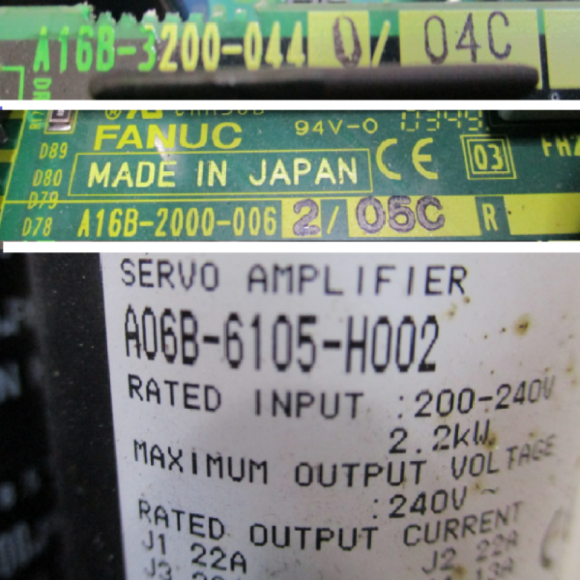 A16B-3200-044 0/ 04C
FANUC 94V-0
D89 MADE IN JAPAN CE 03
D80
D79
D78 A16B-2000-006 2/ 05C R
SERVO AMPLIFIER
A06B-6105-H002
RATED INPUT :200-240V
2.2kW
MAXIMUM OUTPUT VOLTAGE
:240V~
RATED OUTPUT CURRENT
J1 22A J2 22A
J3